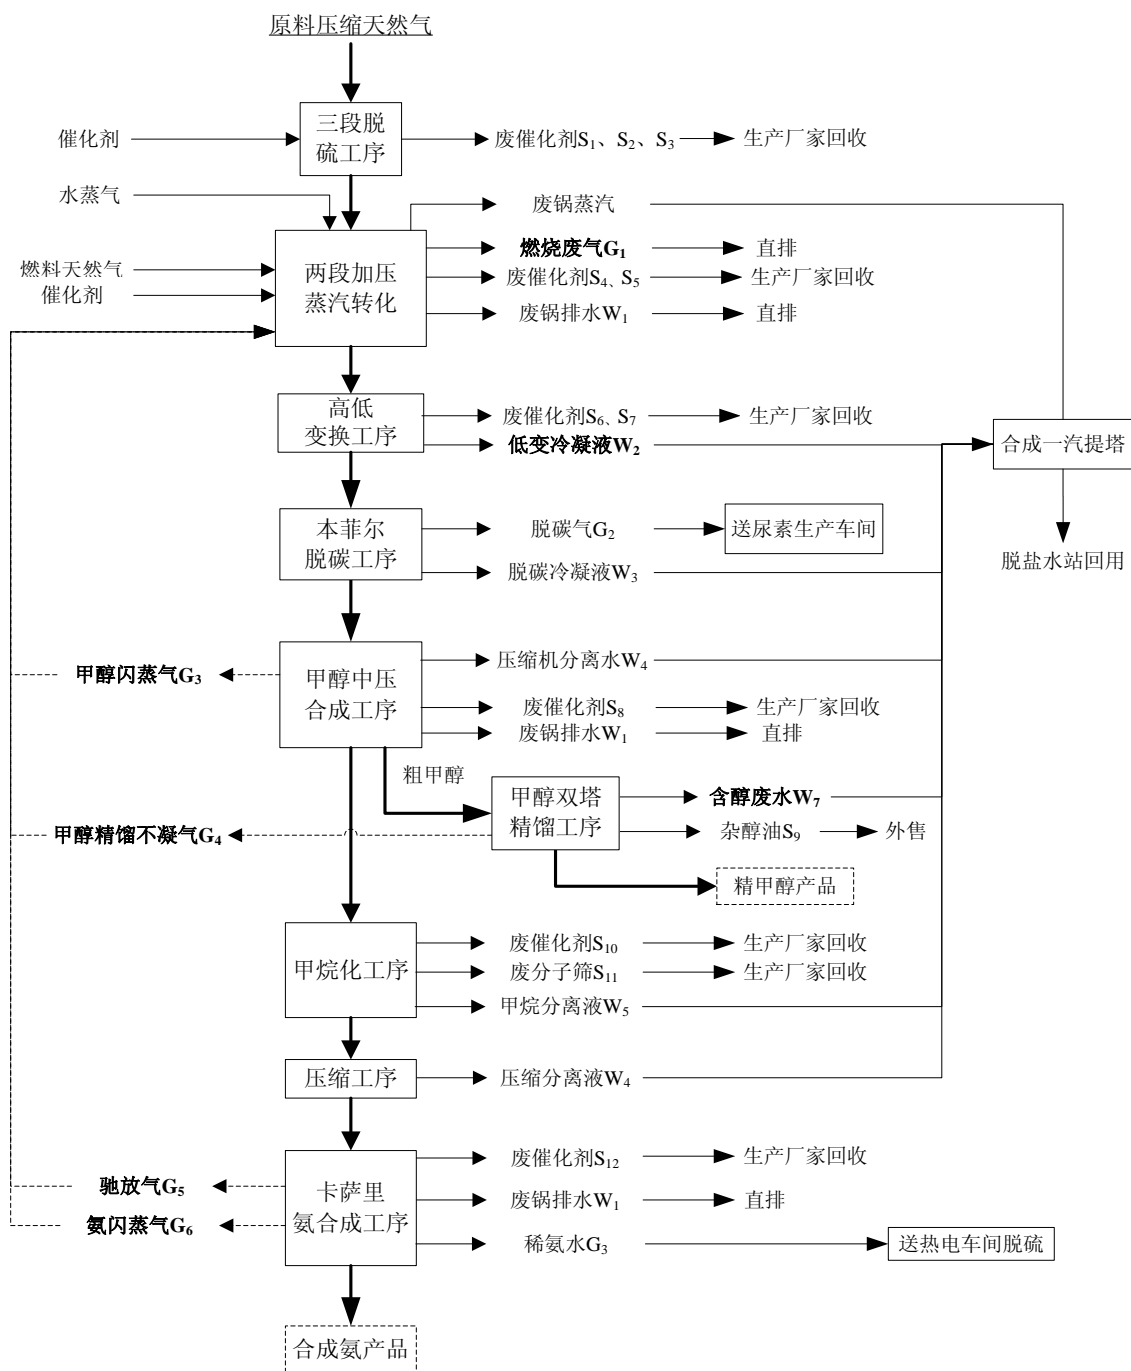 原料压缩天然气
催化剂
三段脱
硫工序
废催化剂S₁、S₂、S₃
生产厂家回收
水蒸气
废锅蒸汽
燃料天然气
催化剂
两段加压
蒸汽转化
燃烧废气G₁
直排
废催化剂S₄、S₅
生产厂家回收
废锅排水W₁
直排
高低
变换工序
废催化剂S₆、S₇
生产厂家回收
低变冷凝液W₂
合成一汽提塔
本菲尔
脱碳工序
脱碳气G₂
送尿素生产车间
脱碳冷凝液W₃
脱盐水站回用
甲醇闪蒸气G₃
甲醇中压
合成工序
压缩机分离水W₄
废催化剂S₈
生产厂家回收
废锅排水W₁
直排
粗甲醇
甲醇精馏不凝气G₄
甲醇双塔
精馏工序
含醇废水W₇
杂醇油S₉
外售
精甲醇产品
甲烷化工序
废催化剂S₁₀
生产厂家回收
废分子筛S₁₁
生产厂家回收
甲烷分离液W₅
压缩工序
压缩分离液W₄
驰放气G₅
氨闪蒸气G₆
卡萨里
氨合成工序
废催化剂S₁₂
生产厂家回收
废锅排水W₁
直排
稀氨水G₃
送热电车间脱硫
合成氨产品